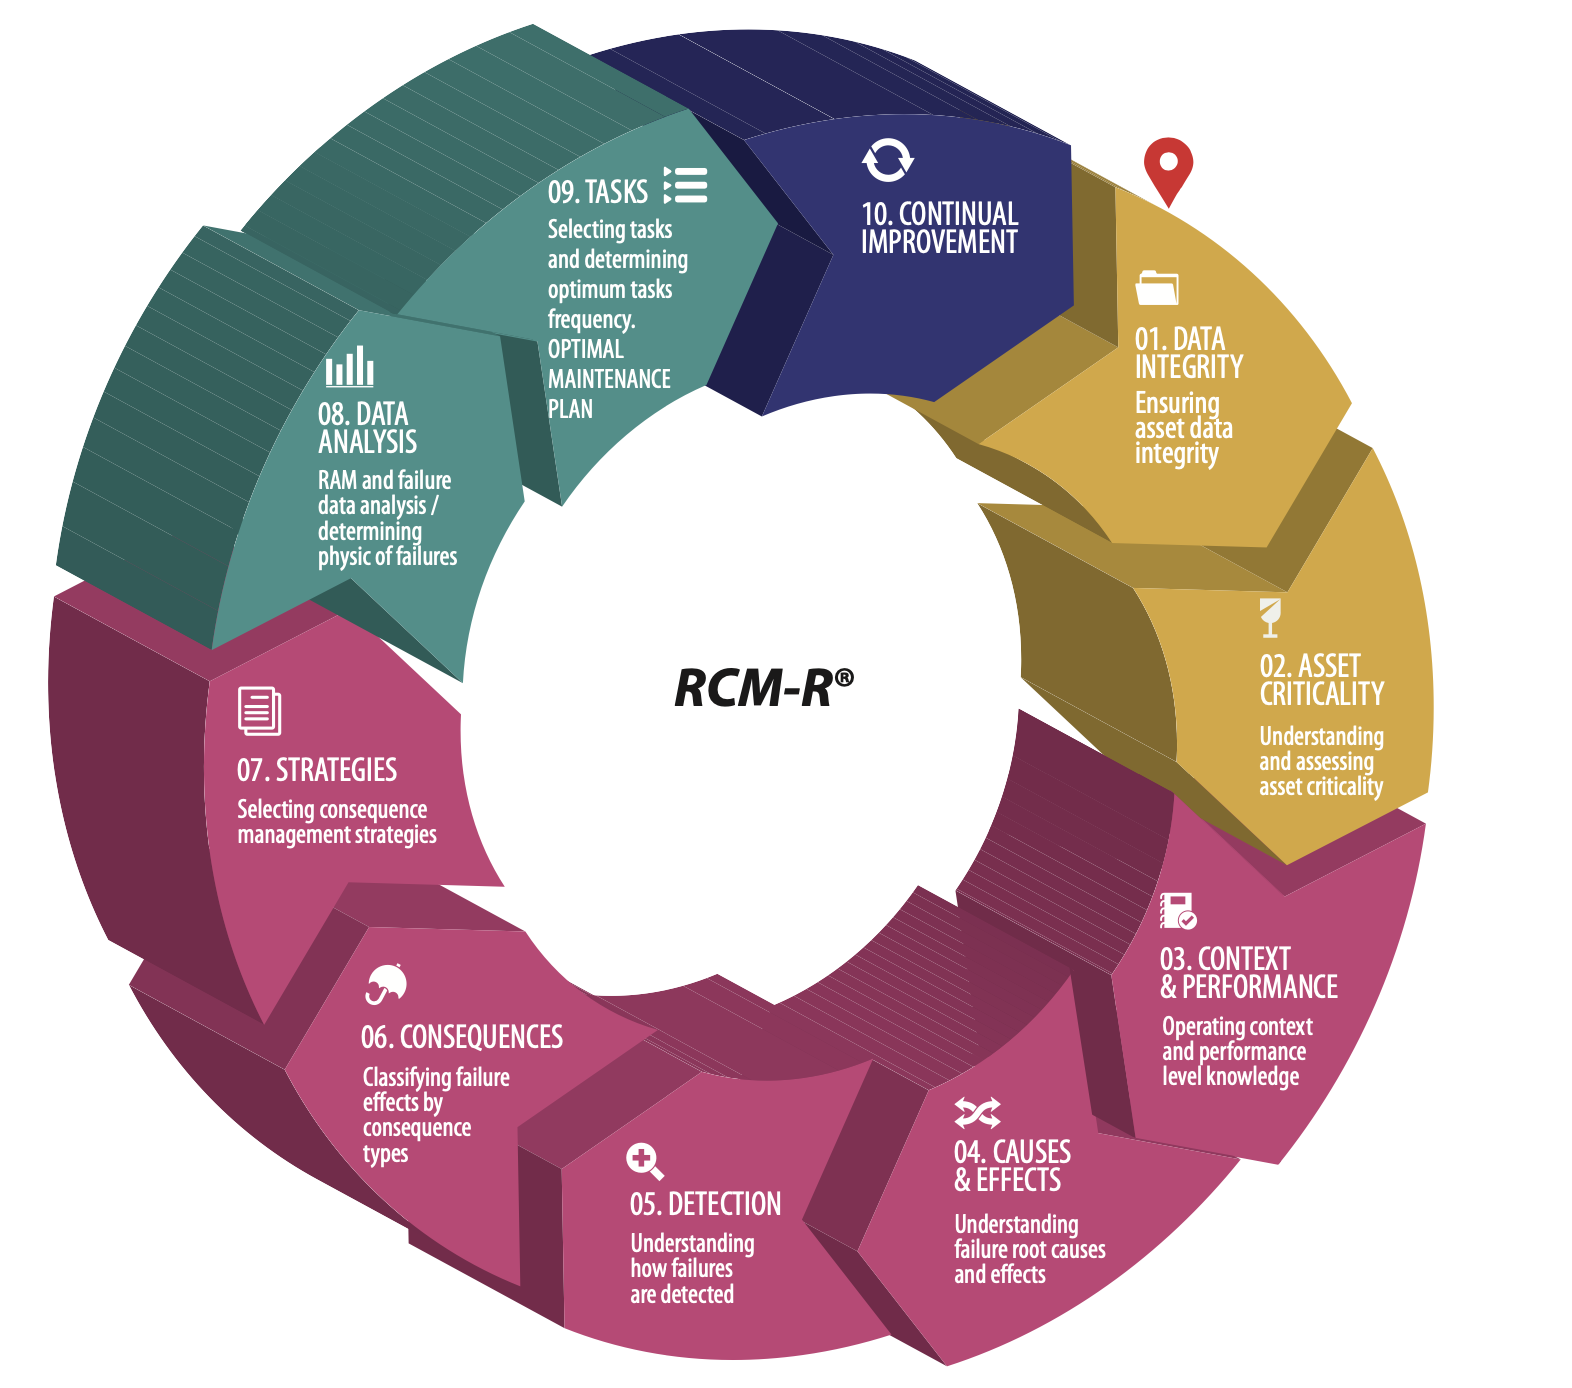 RCM-R®
01. DATA
INTEGRITY
Ensuring
asset data
integrity
02. ASSET
CRITICALITY
Understanding
and assessing
asset criticality
03. CONTEXT
& PERFORMANCE
Operating context
and performance
level knowledge
04. CAUSES
& EFFECTS
Understanding
failure root causes
and effects
05. DETECTION
Understanding
how failures
are detected
06. CONSEQUENCES
Classifying failure
effects by
consequence
types
07. STRATEGIES
Selecting consequence
management strategies
08. DATA
ANALYSIS
RAM and failure
data analysis /
determining
physic of failures
09. TASKS
Selecting tasks
and determining
optimum tasks
frequency.
OPTIMAL
MAINTENANCE
PLAN
10. CONTINUAL
IMPROVEMENT